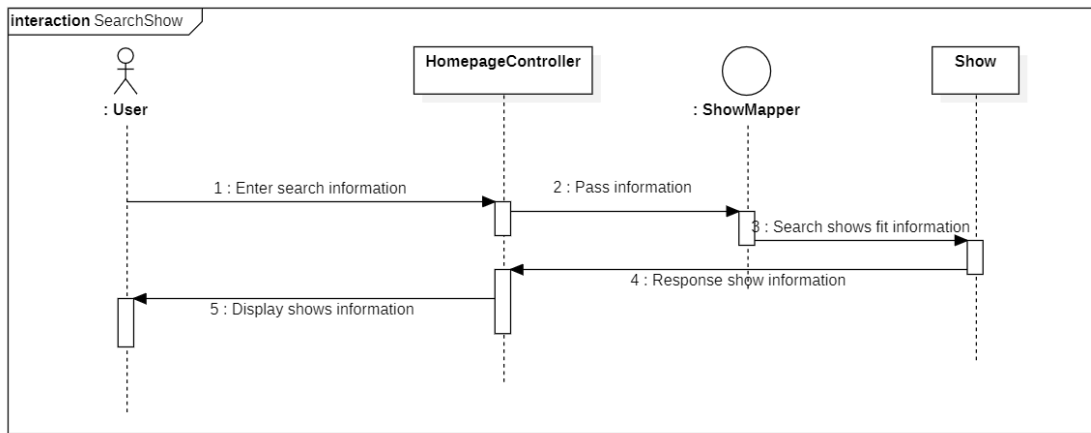 interaction SearchShow
HomepageController
Show
: User
: ShowMapper
1 : Enter search information
2 : Pass information
3 : Search shows fit information
4 : Response show information
5 : Display shows information